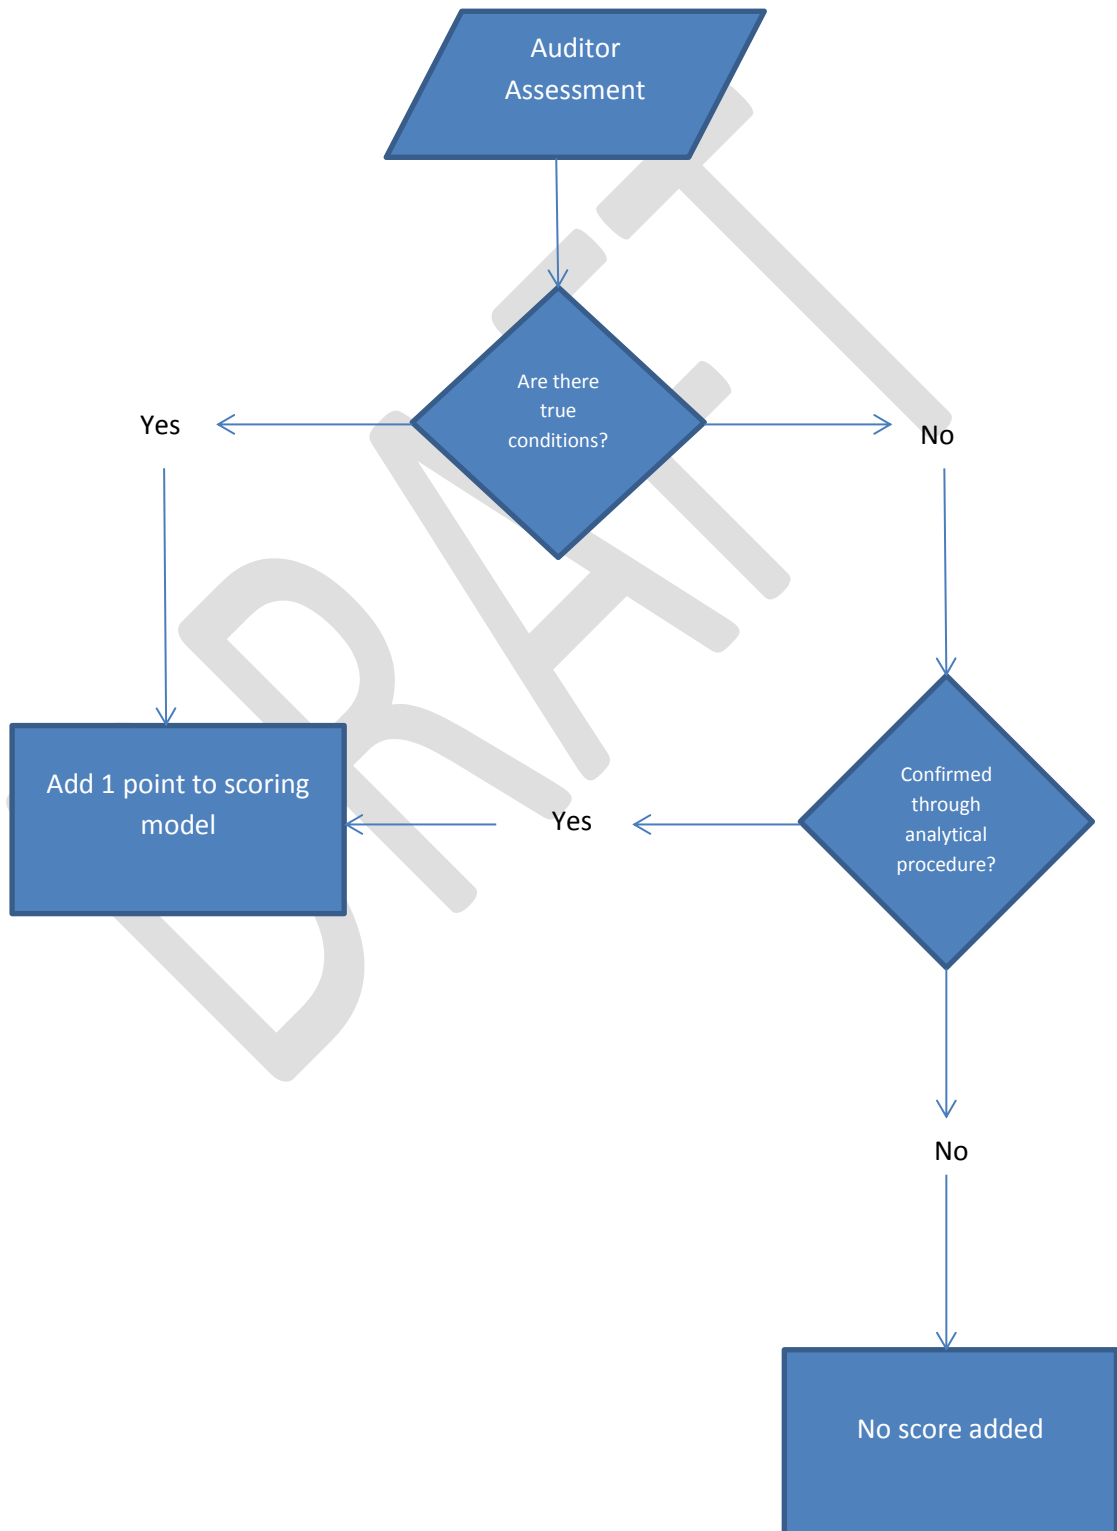 Auditor
Assessment
Are there
true
conditions?
Yes
No
Add 1 point to scoring
model
Yes
Confirmed
through
analytical
procedure?
No
No score added
DRAFT